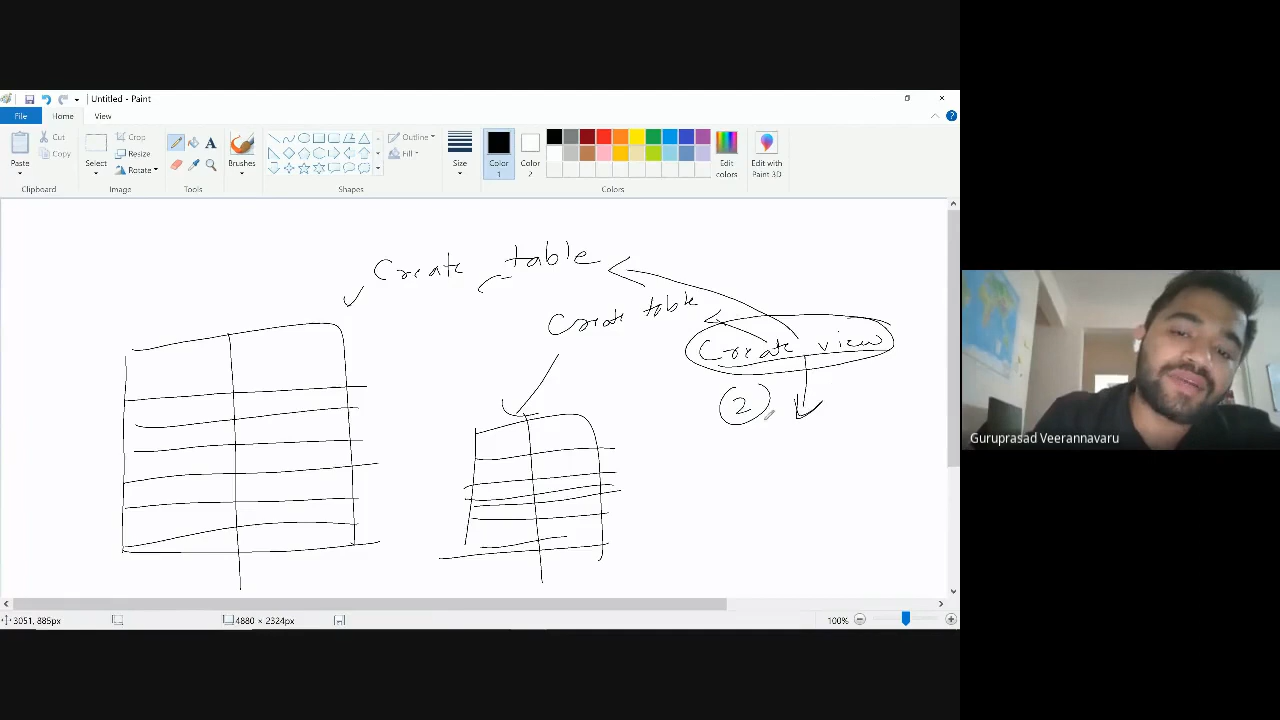 Untitled - Paint
File Home View
Paste Cut Copy Clipboard
Select Crop Resize Rotate Image
Tools
Brushes
Shapes Outline Fill
Size
Color 1 Color 2 Edit colors Colors
Edit with Paint 3D
Create table
Create table
Create view
2
Guruprasad Veerannavaru
3051, 885px 4880 × 2324px 100%